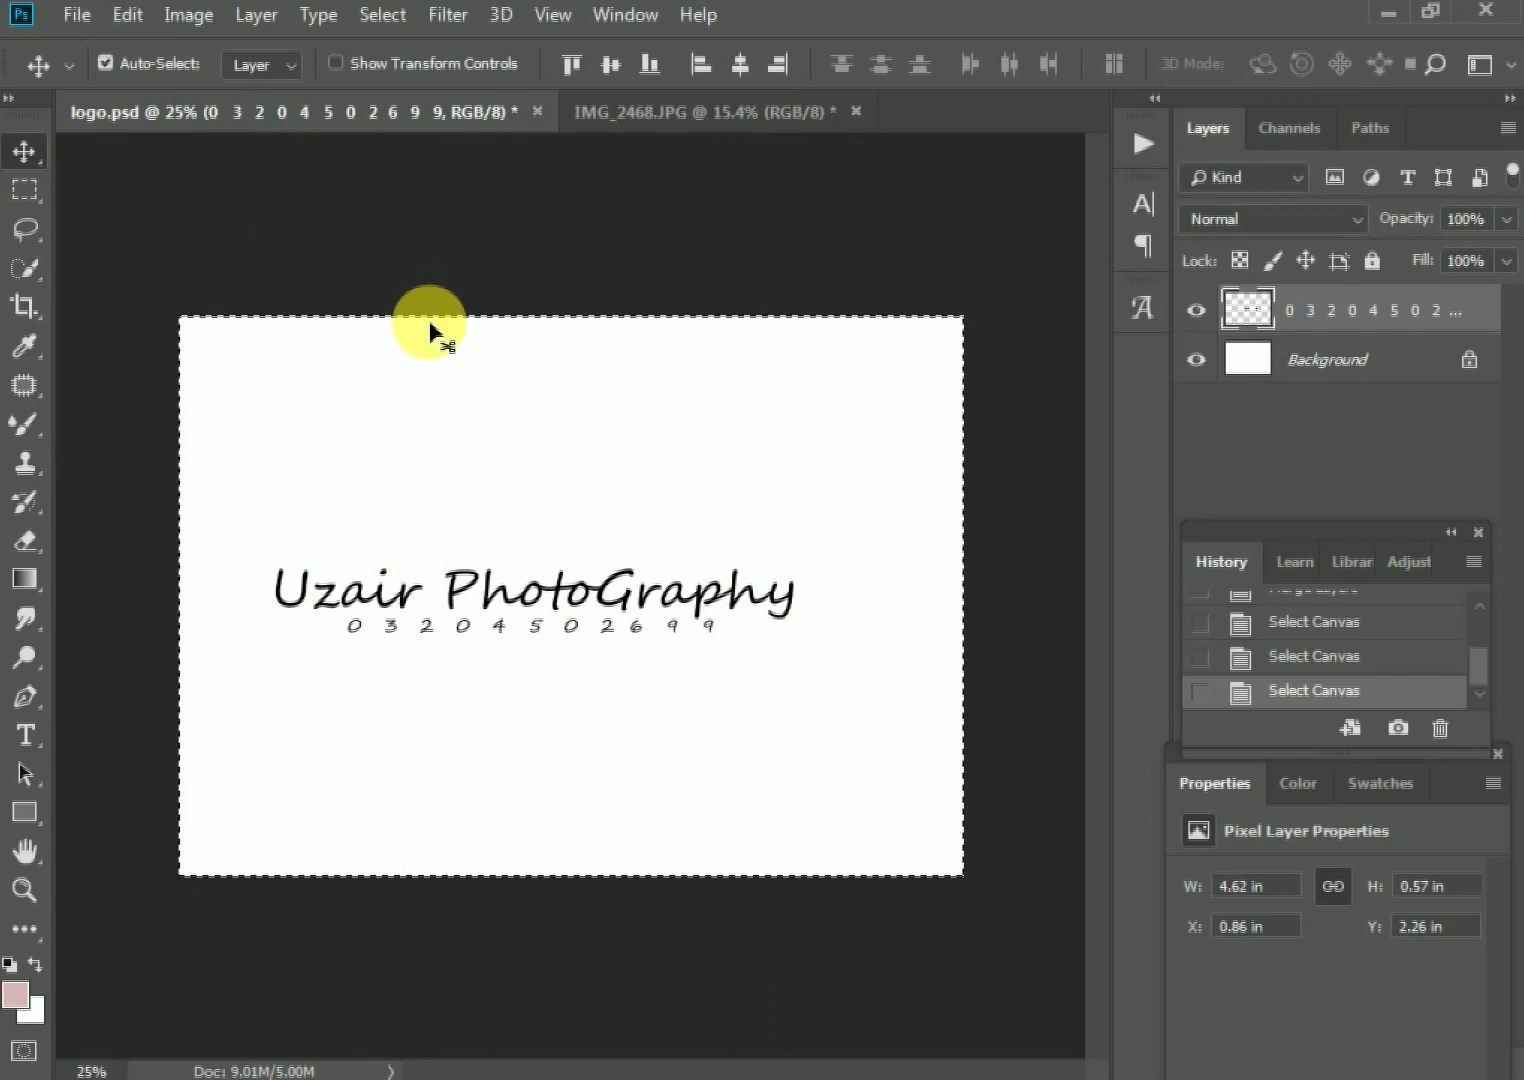 Ps File Edit Image Layer Type Select Filter 3D View Window Help
Auto-Select: Layer Show Transform Controls 3D Mode:
logo.psd @ 25% (0 3 2 0 4 5 0 2 6 9 9, RGB/8) * IMG_2468.JPG @ 15.4% (RGB/8) *
Layers Channels Paths
Kind
Normal Opacity: 100%
Lock: Fill: 100%
0 3 2 0 4 5 0 2 ...
Background
Uzair PhotoGraphy
0 3 2 0 4 5 0 2 6 9 9
History Learn Librar Adjust
Select Canvas
Select Canvas
Select Canvas
Properties Color Swatches
Pixel Layer Properties
W: 4.62 in H: 0.57 in
X: 0.86 in Y: 2.26 in
25% Doc: 9.01M/5.00M